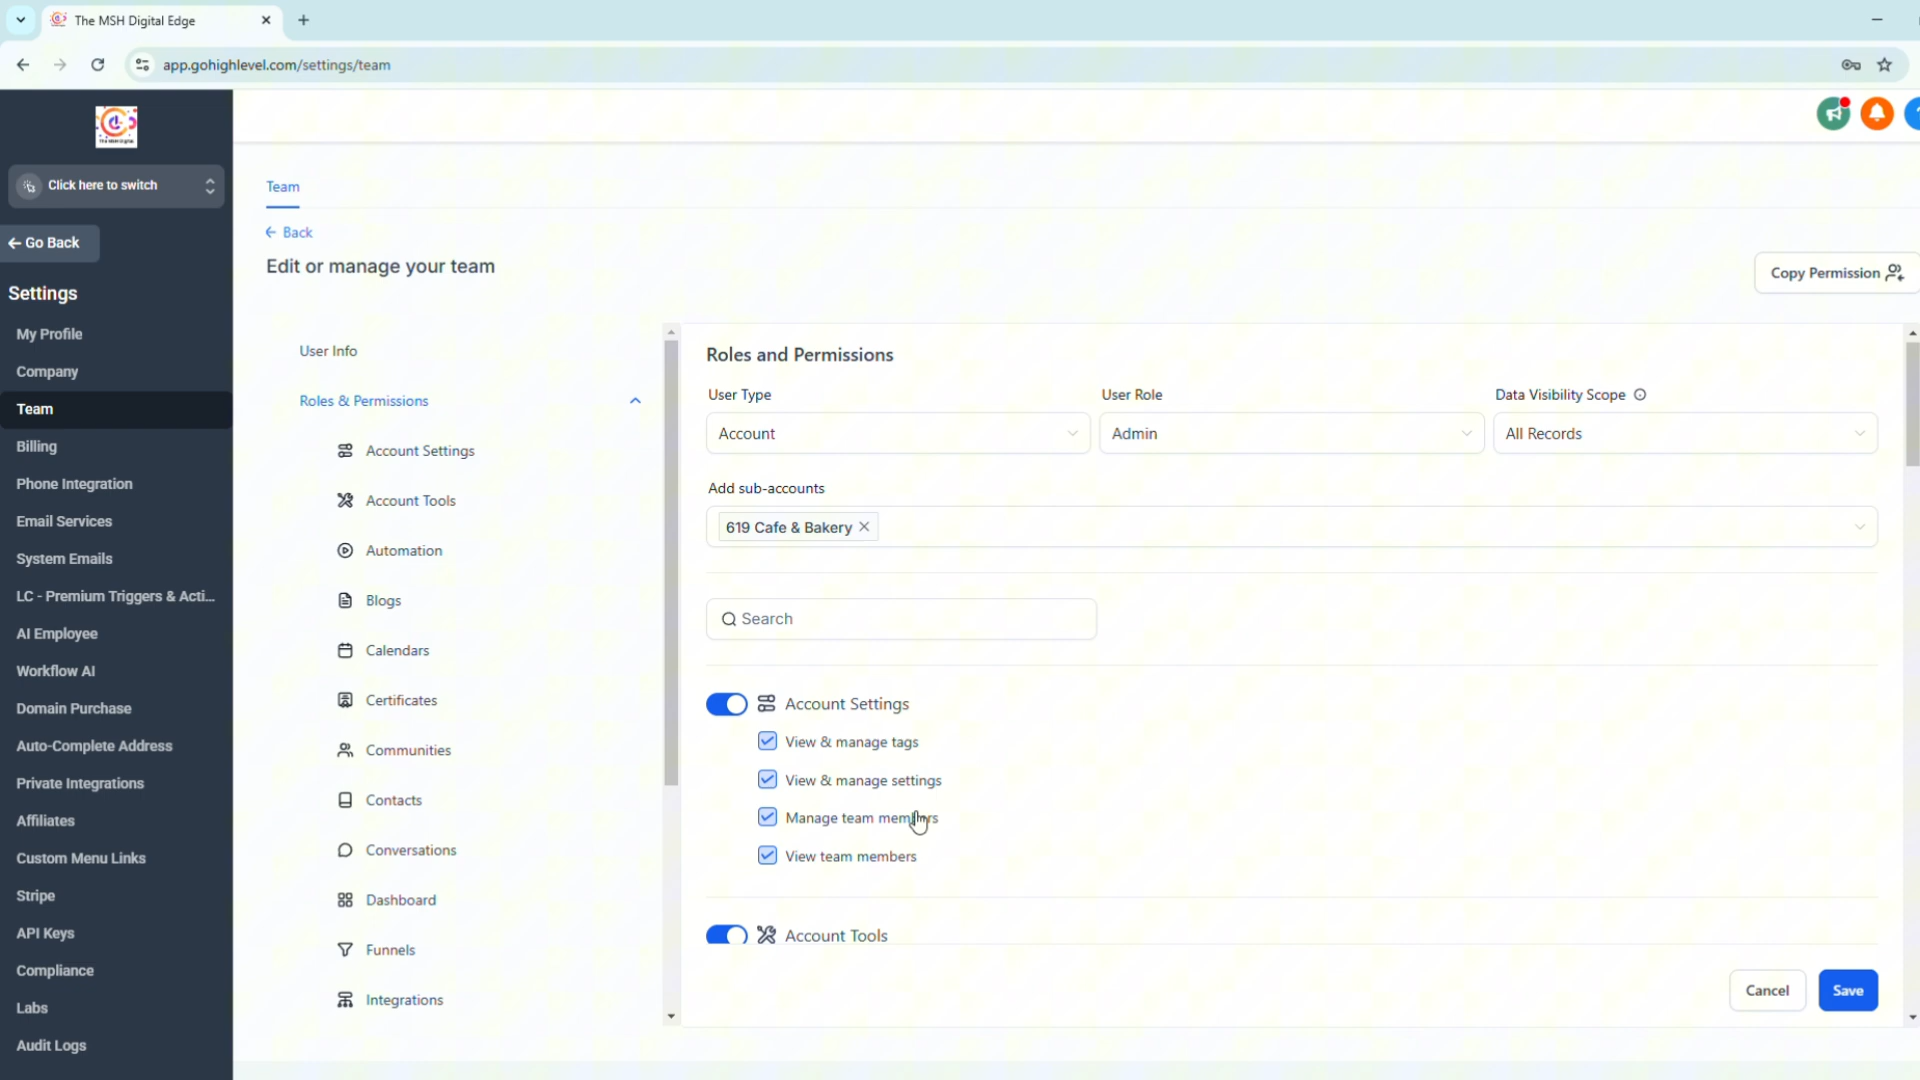 The MSH Digital Edge
app.gohighlevel.com/settings/team
Click here to switch
Go Back
Settings
My Profile
Company
Team
Billing
Phone Integration
Email Services
System Emails
LC - Premium Triggers & Acti...
AI Employee
Workflow AI
Domain Purchase
Auto-Complete Address
Private Integrations
Affiliates
Custom Menu Links
Stripe
API Keys
Compliance
Labs
Audit Logs
Team
Back
Edit or manage your team
Copy Permission
User Info
Roles & Permissions
Account Settings
Account Tools
Automation
Blogs
Calendars
Certificates
Communities
Contacts
Conversations
Dashboard
Funnels
Integrations
Roles and Permissions
User Type
User Role
Data Visibility Scope
Account
Admin
All Records
Add sub-accounts
619 Cafe & Bakery
Search
Account Settings
View & manage tags
View & manage settings
Manage team members
View team members
Account Tools
Cancel
Save